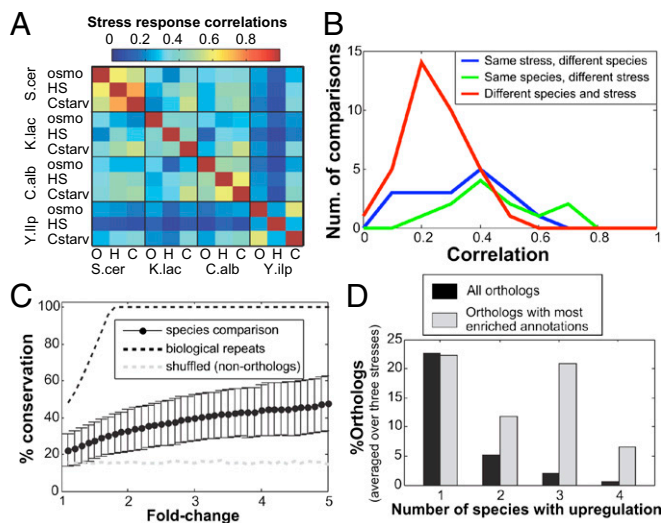 A
Stress response correlations
0 0.2 0.4 0.6 0.8
S.cer
osmo
HS
Cstarv
K.lac
osmo
HS
Cstarv
C.alb
osmo
HS
Cstarv
Y.lip
osmo
HS
Cstarv
O H C O H C O H C O H C
S.cer K.lac C.alb Y.ilp
B
Num. of comparisons
15
10
5
0
Same stress, different species
Same species, different stress
Different species and stress
0 0.2 0.4 0.6 0.8 1
Correlation
C
% conservation
100
80
60
40
20
0
species comparison
biological repeats
shuffled (non-orthologs)
1 2 3 4 5
Fold-change
D
All orthologs
Orthologs with most
enriched annotations
%Orthologs
(averaged over three stresses)
25
20
15
10
5
0
1 2 3 4
Number of species with upregulation